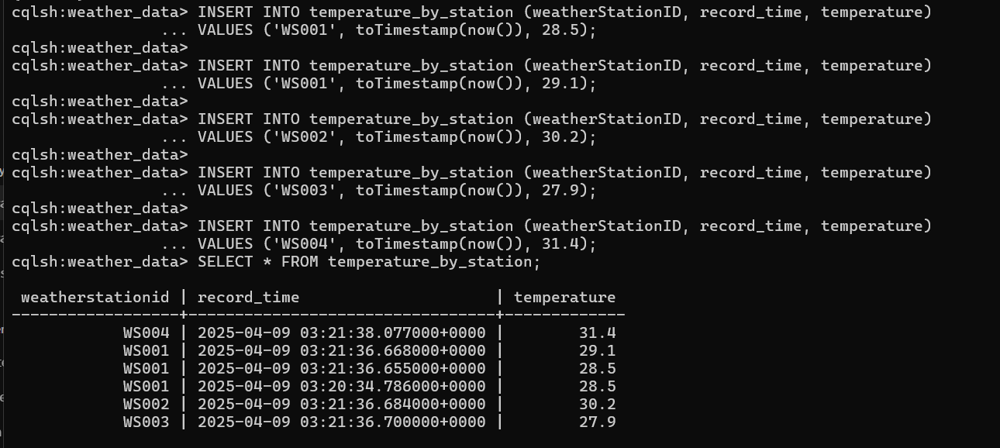 cqlsh:weather_data> INSERT INTO temperature_by_station (weatherStationID, record_time, temperature)
... VALUES ('WS001', toTimestamp(now()), 28.5);
cqlsh:weather_data>
cqlsh:weather_data> INSERT INTO temperature_by_station (weatherStationID, record_time, temperature)
... VALUES ('WS001', toTimestamp(now()), 29.1);
cqlsh:weather_data>
cqlsh:weather_data> INSERT INTO temperature_by_station (weatherStationID, record_time, temperature)
... VALUES ('WS002', toTimestamp(now()), 30.2);
cqlsh:weather_data>
cqlsh:weather_data> INSERT INTO temperature_by_station (weatherStationID, record_time, temperature)
... VALUES ('WS003', toTimestamp(now()), 27.9);
cqlsh:weather_data>
cqlsh:weather_data> INSERT INTO temperature_by_station (weatherStationID, record_time, temperature)
... VALUES ('WS004', toTimestamp(now()), 31.4);
cqlsh:weather_data> SELECT * FROM temperature_by_station;
weatherstationid | record_time | temperature
------------------+---------------------------------+-------------
WS004 | 2025-04-09 03:21:38.077000+0000 | 31.4
WS001 | 2025-04-09 03:21:36.668000+0000 | 29.1
WS001 | 2025-04-09 03:21:36.655000+0000 | 28.5
WS001 | 2025-04-09 03:20:34.786000+0000 | 28.5
WS002 | 2025-04-09 03:21:36.684000+0000 | 30.2
WS003 | 2025-04-09 03:21:36.700000+0000 | 27.9